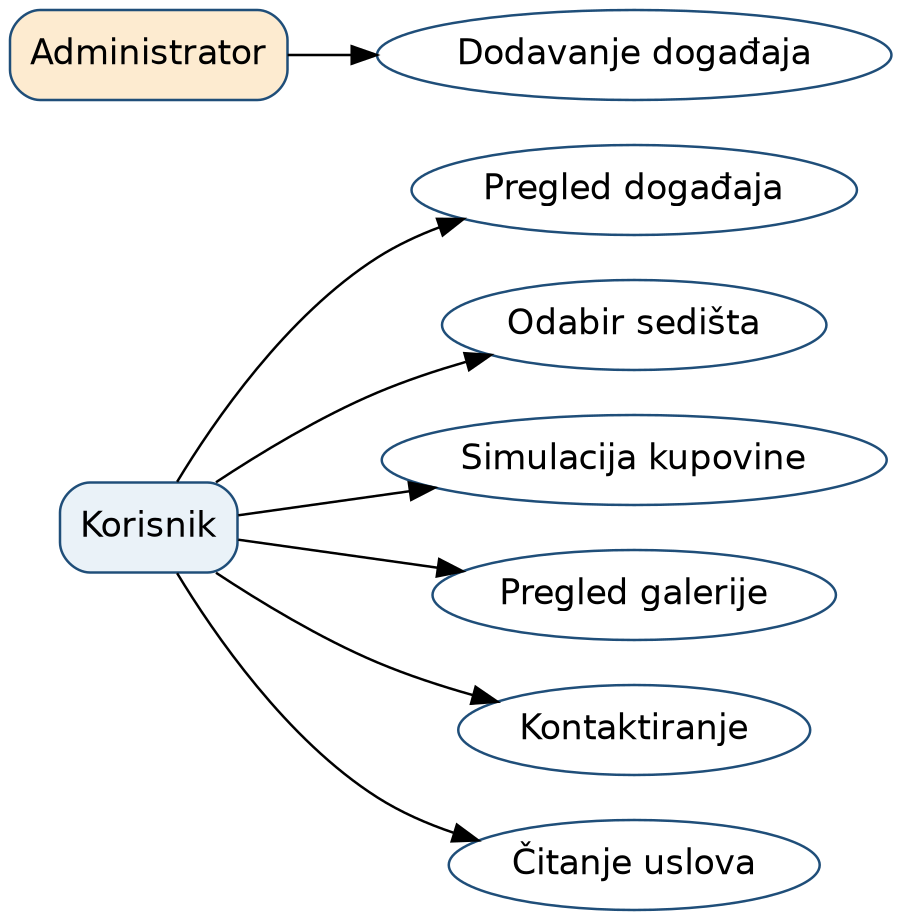 Administrator
Dodavanje događaja
Pregled događaja
Odabir sedišta
Simulacija kupovine
Korisnik
Pregled galerije
Kontaktiranje
Čitanje uslova